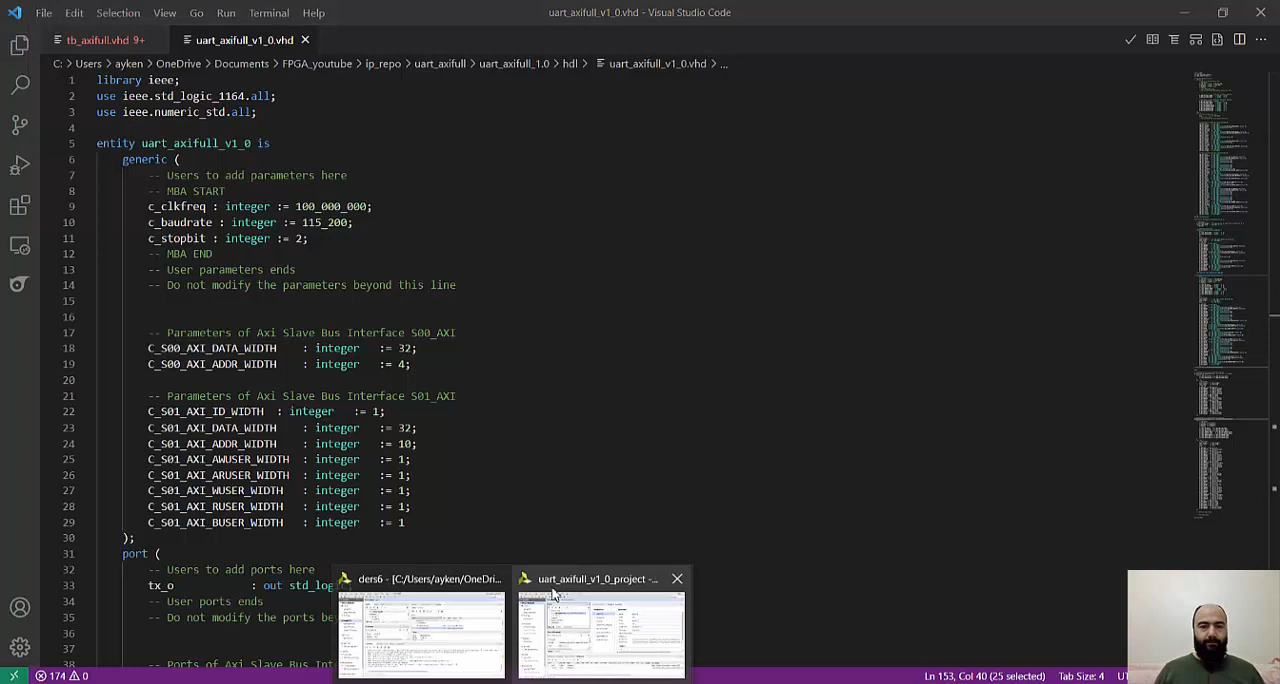 File Edit Selection View Go Run Terminal Help uart_axifull_v1_0.vhd - Visual Studio Code
tb_axifull.vhd 9+ uart_axifull_v1_0.vhd
C: > Users > ayken > OneDrive > Documents > FPGA_youtube > ip_repo > uart_axifull > uart_axifull_1.0 > hdl > uart_axifull_v1_0.vhd > ...
1 library ieee;
2 use ieee.std_logic_1164.all;
3 use ieee.numeric_std.all;
4
5 entity uart_axifull_v1_0 is
6 generic (
7 -- Users to add parameters here
8 -- MBA START
9 c_clkfreq : integer := 100_000_000;
10 c_baudrate : integer := 115_200;
11 c_stopbit : integer := 2;
12 -- MBA END
13 -- User parameters ends
14 -- Do not modify the parameters beyond this line
15
16
17 -- Parameters of Axi Slave Bus Interface S00_AXI
18 C_S00_AXI_DATA_WIDTH : integer := 32;
19 C_S00_AXI_ADDR_WIDTH : integer := 4;
20
21 -- Parameters of Axi Slave Bus Interface S01_AXI
22 C_S01_AXI_ID_WIDTH : integer := 1;
23 C_S01_AXI_DATA_WIDTH : integer := 32;
24 C_S01_AXI_ADDR_WIDTH : integer := 10;
25 C_S01_AXI_AWUSER_WIDTH : integer := 1;
26 C_S01_AXI_ARUSER_WIDTH : integer := 1;
27 C_S01_AXI_WUSER_WIDTH : integer := 1;
28 C_S01_AXI_RUSER_WIDTH : integer := 1;
29 C_S01_AXI_BUSER_WIDTH : integer := 1
30 );
31 port (
32 -- Users to add ports here
33 tx_o : out std_log
34 -- User ports ends
35 -- Do not modify the ports be
36
37
38 -- Ports of Axi Slave Bus Interfa
ders6 - [C:/Users/ayken/OneDri... uart_axifull_v1_0_project -...
174 0 Ln 153, Col 40 (25 selected) Tab Size: 4 UT